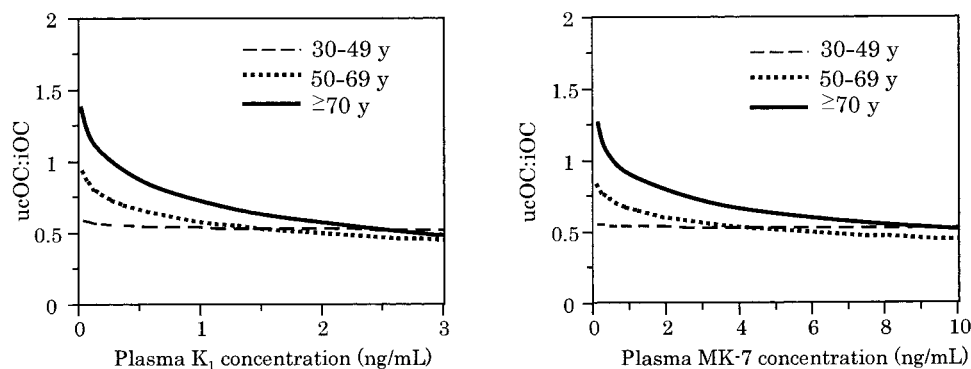 2
1.5
1
0.5
0
ucOC:iOC
30-49 y
50-69 y
≥70 y
0 1 2 3
Plasma K₁ concentration (ng/mL)
2
1.5
1
0.5
0
ucOC:iOC
30-49 y
50-69 y
≥70 y
0 2 4 6 8 10
Plasma MK-7 concentration (ng/mL)